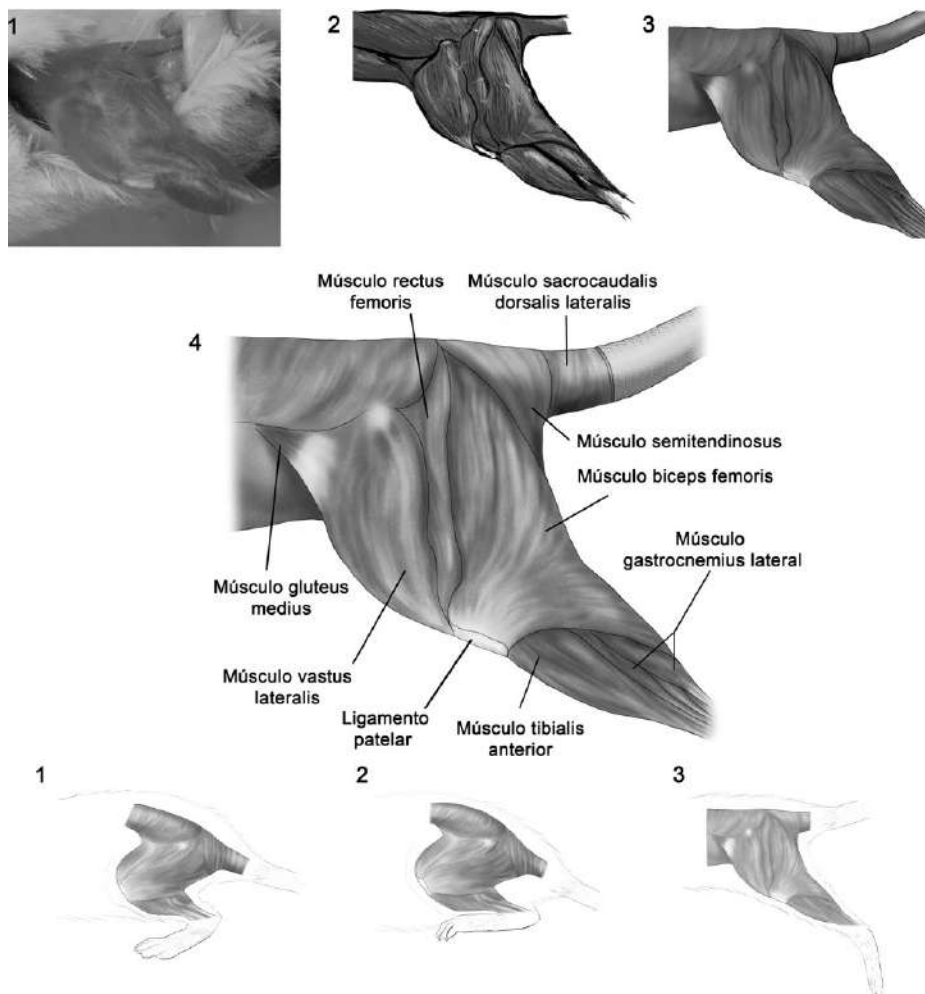 1
2
3
4
Músculo rectus
femoris
Músculo sacrocaudalis
dorsalis lateralis
Músculo semitendinosus
Músculo biceps femoris
Músculo
gastrocnemius lateral
Músculo gluteus
medius
Músculo vastus
lateralis
Ligamento
patelar
Músculo tibialis
anterior
1
2
3